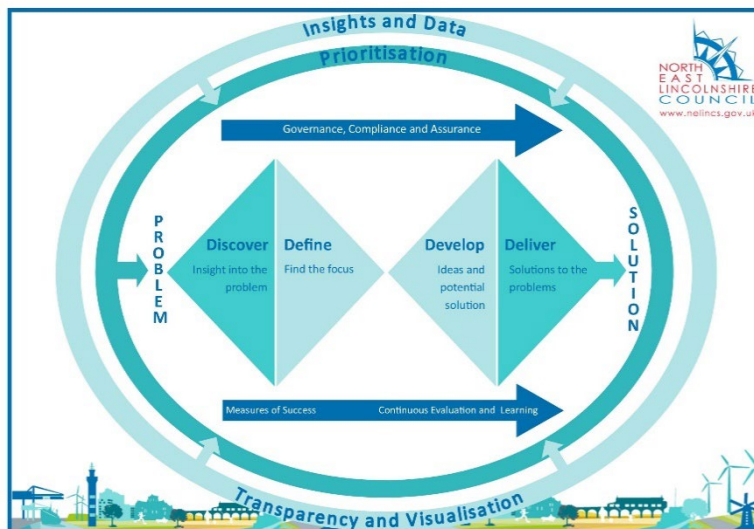 Insights and Data
Prioritisation
NORTH
EAST
LINCOLNSHIRE
COUNCIL
www.nelincs.gov.uk
Governance, Compliance and Assurance
PROBLEM
Discover
Insight into the
problem
Define
Find the focus
Develop
Ideas and
potential
solution
Deliver
Solutions to the
problems
SOLUTION
Measures of Success
Continuous Evaluation and Learning
Transparency and Visualisation